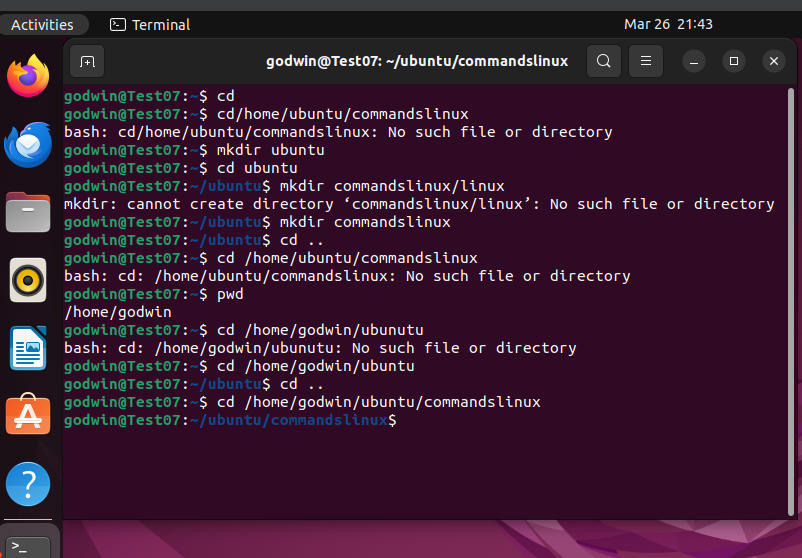 Activities
Terminal
Mar 26 21:43
godwin@Test07: ~/ubuntu/commandslinux
godwin@Test07:~$ cd
godwin@Test07:~$ cd/home/ubuntu/commandslinux
bash: cd/home/ubuntu/commandslinux: No such file or directory
godwin@Test07:~$ mkdir ubuntu
godwin@Test07:~$ cd ubuntu
godwin@Test07:~/ubuntu$ mkdir commandslinux/linux
mkdir: cannot create directory ‘commandslinux/linux’: No such file or directory
godwin@Test07:~/ubuntu$ mkdir commandslinux
godwin@Test07:~/ubuntu$ cd ..
godwin@Test07:~$ cd /home/ubuntu/commandslinux
bash: cd: /home/ubuntu/commandslinux: No such file or directory
godwin@Test07:~$ pwd
/home/godwin
godwin@Test07:~$ cd /home/godwin/ubunutu
bash: cd: /home/godwin/ubunutu: No such file or directory
godwin@Test07:~$ cd /home/godwin/ubuntu
godwin@Test07:~/ubuntu$ cd ..
godwin@Test07:~$ cd /home/godwin/ubuntu/commandslinux
godwin@Test07:~/ubuntu/commandslinux$